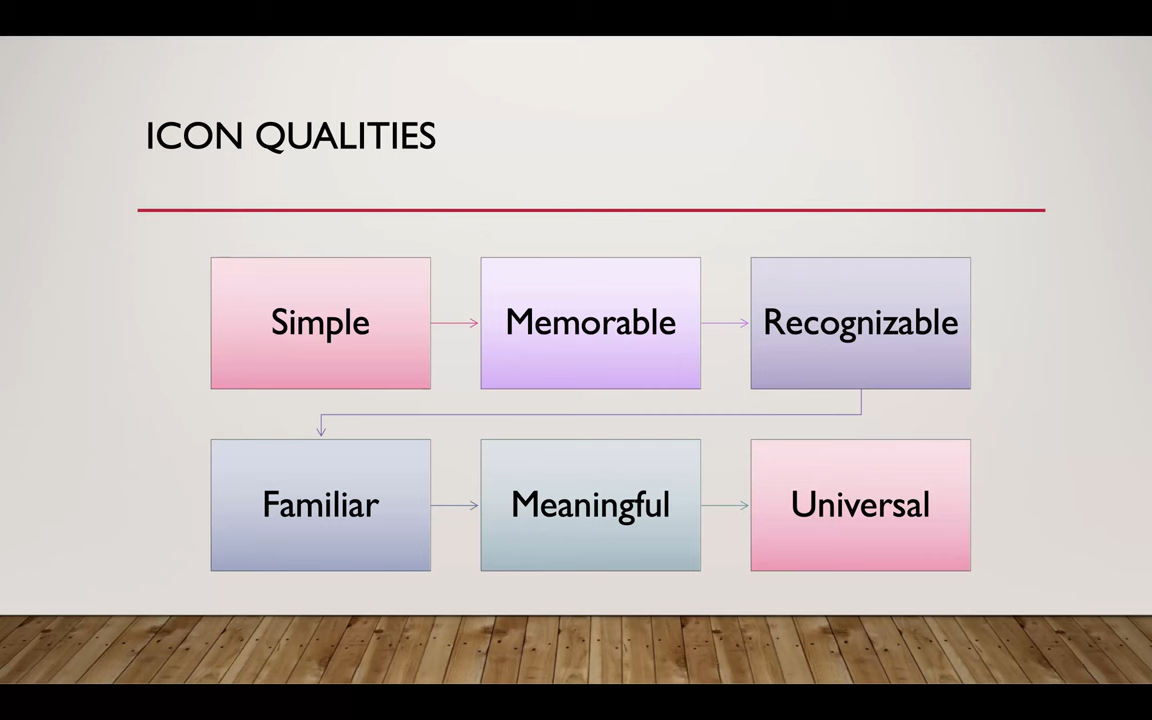 ICON QUALITIES
Simple
Memorable
Recognizable
Familiar
Meaningful
Universal